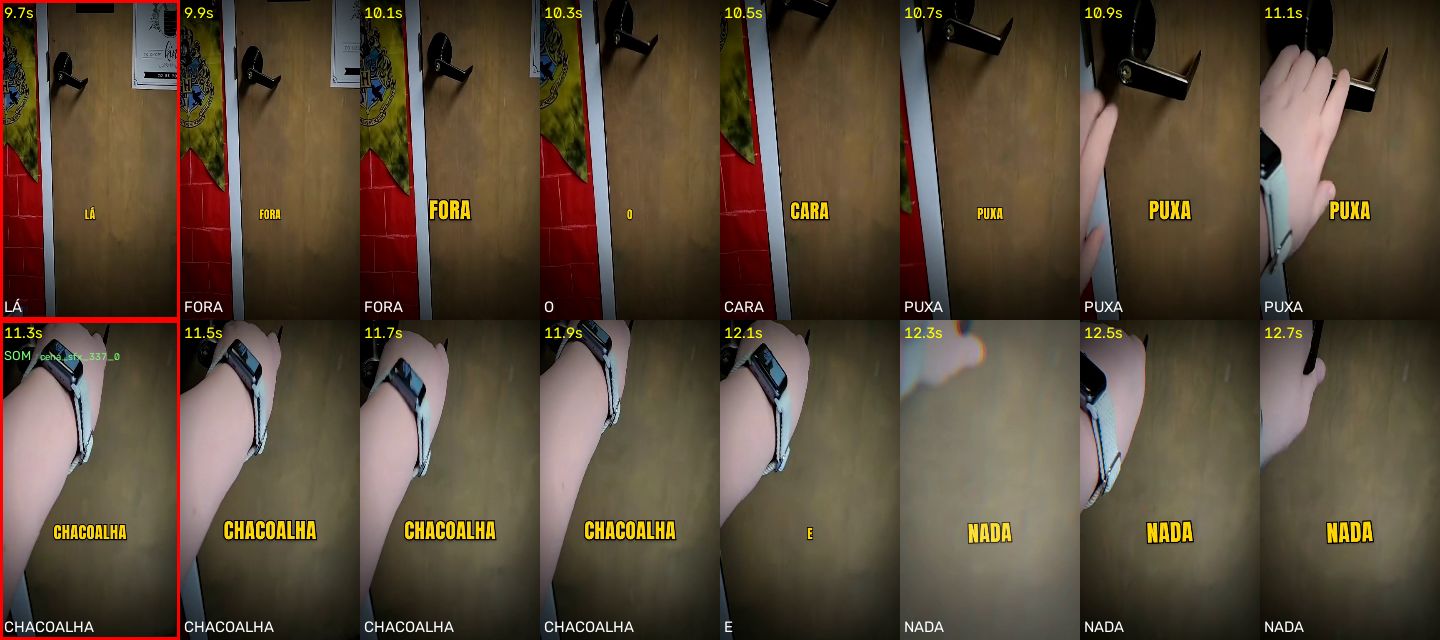 9.7s
LÁ
LÁ
9.9s
FORA
FORA
10.1s
FORA
FORA
10.3s
O
O
10.5s
CARA
CARA
10.7s
PUXA
PUXA
10.9s
PUXA
PUXA
11.1s
PUXA
PUXA
11.3s
SOM cena_sfx_337_0
CHACOALHA
CHACOALHA
11.5s
CHACOALHA
CHACOALHA
11.7s
CHACOALHA
CHACOALHA
11.9s
CHACOALHA
CHACOALHA
12.1s
E
E
12.3s
NADA
NADA
12.5s
NADA
NADA
12.7s
NADA
NADA